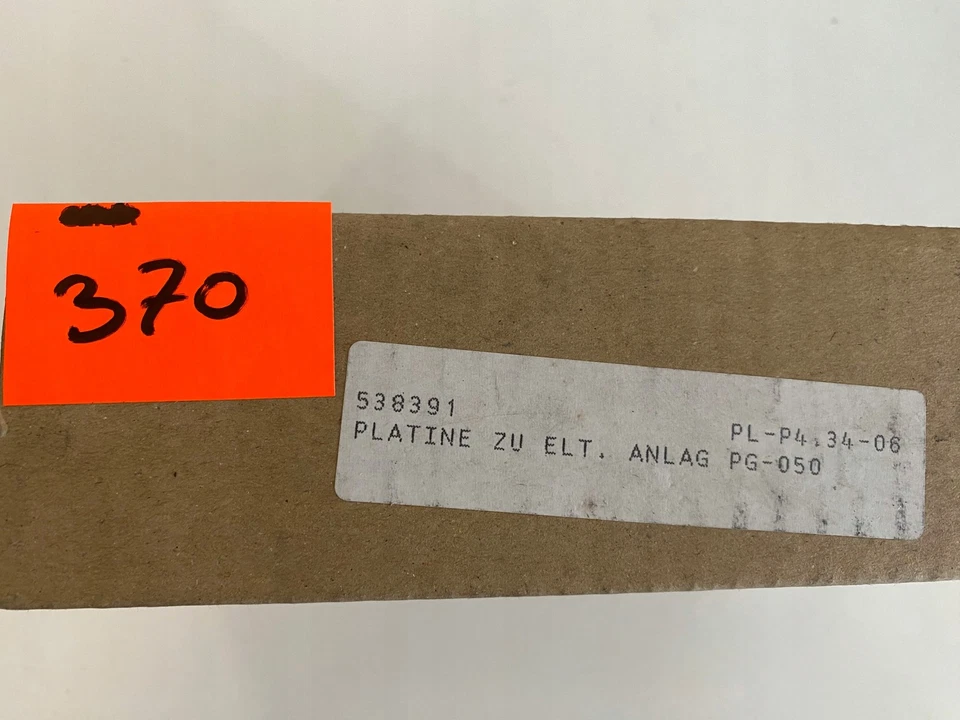 370
538391
PL-P4.34-06
PLATINE ZU ELT. ANLAG PG-050